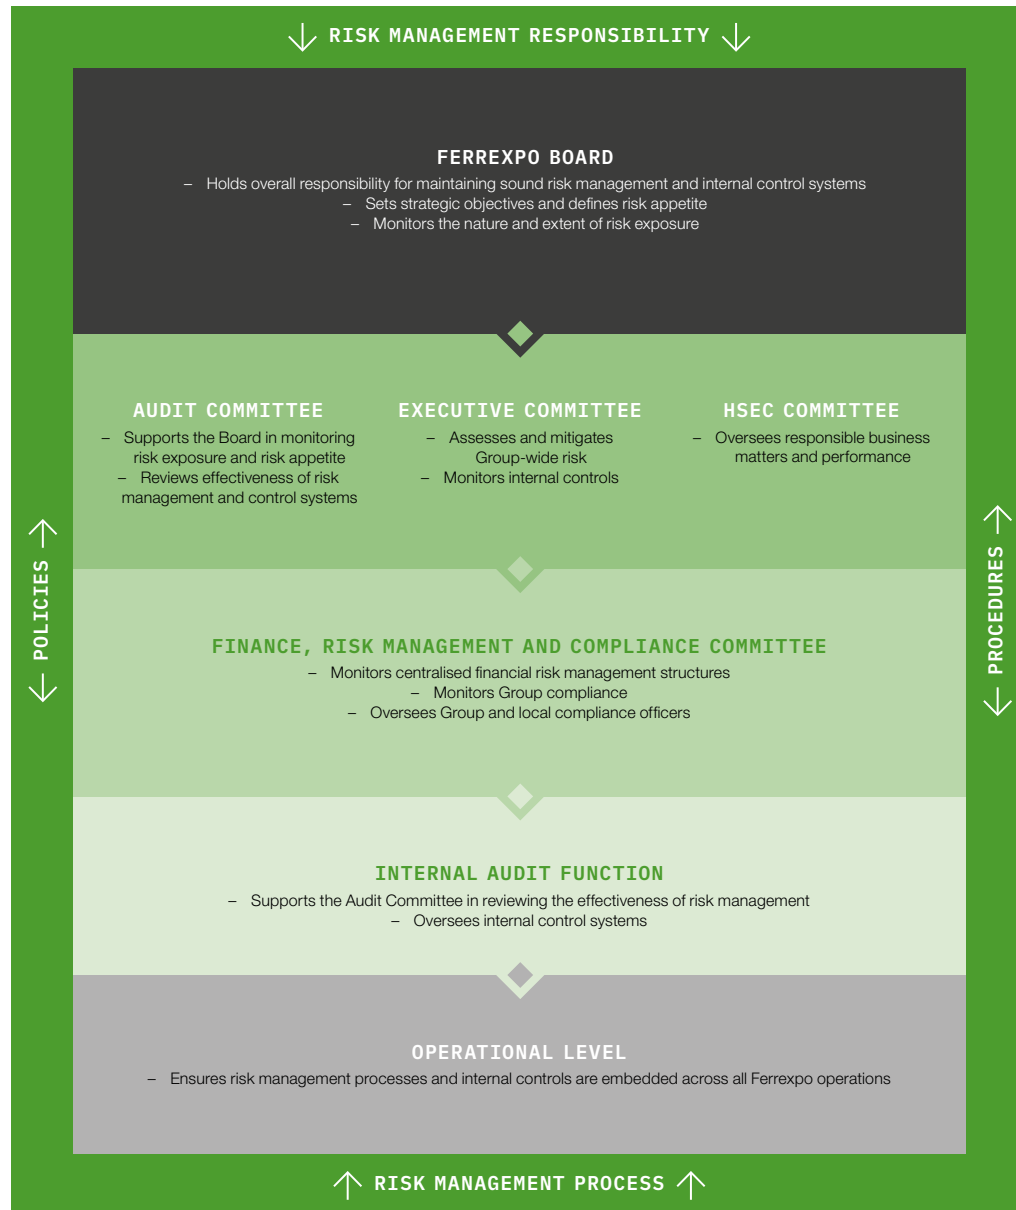 RISK MANAGEMENT RESPONSIBILITY
FERREXPO BOARD
– Holds overall responsibility for maintaining sound risk management and internal control systems
– Sets strategic objectives and defines risk appetite
– Monitors the nature and extent of risk exposure
AUDIT COMMITTEE
– Supports the Board in monitoring
risk exposure and risk appetite
– Reviews effectiveness of risk
management and control systems
EXECUTIVE COMMITTEE
– Assesses and mitigates
Group-wide risk
– Monitors internal controls
HSEC COMMITTEE
– Oversees responsible business
matters and performance
POLICIES
PROCEDURES
FINANCE, RISK MANAGEMENT AND COMPLIANCE COMMITTEE
– Monitors centralised financial risk management structures
– Monitors Group compliance
– Oversees Group and local compliance officers
INTERNAL AUDIT FUNCTION
– Supports the Audit Committee in reviewing the effectiveness of risk management
– Oversees internal control systems
OPERATIONAL LEVEL
– Ensures risk management processes and internal controls are embedded across all Ferrexpo operations
RISK MANAGEMENT PROCESS